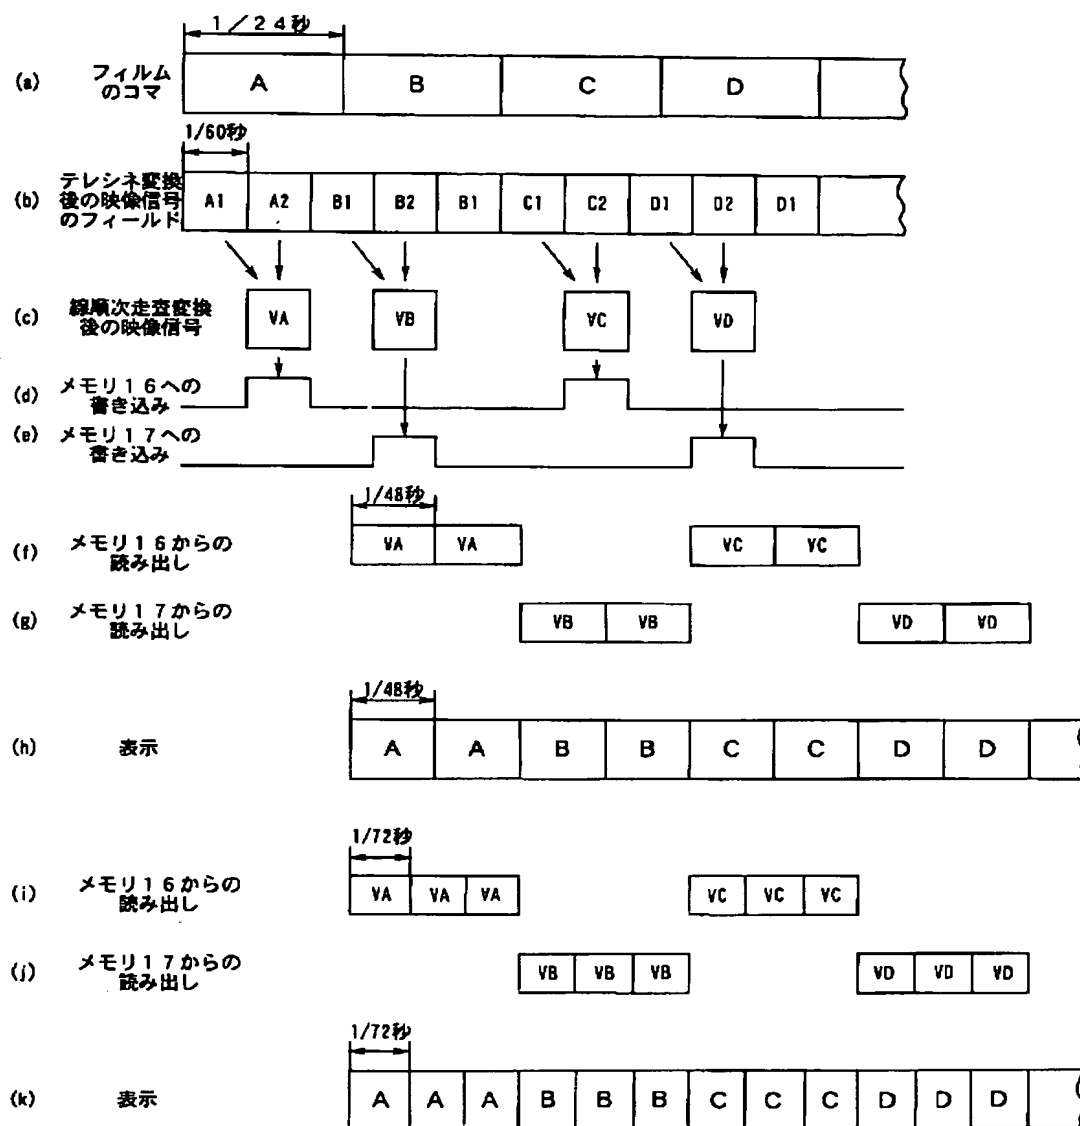 1／24秒
(a) フィルム
のコマ
A B C D
1/60秒
(b) テレシネ変換
後の映像信号
のフィールド
A1 A2 B1 B2 B1 C1 C2 D1 D2 D1
(c) 線順次走査変換
後の映像信号
VA VB VC VD
(d) メモリ16への
書き込み
(e) メモリ17への
書き込み
1/48秒
(f) メモリ16からの
読み出し
VA VA VC VC
(g) メモリ17からの
読み出し
VB VB VD VD
1/48秒
(h) 表示
A A B B C C D D
1/72秒
(i) メモリ16からの
読み出し
VA VA VA VC VC VC
(j) メモリ17からの
読み出し
VB VB VB VD VD VD
1/72秒
(k) 表示
A A A B B B C C C D D D